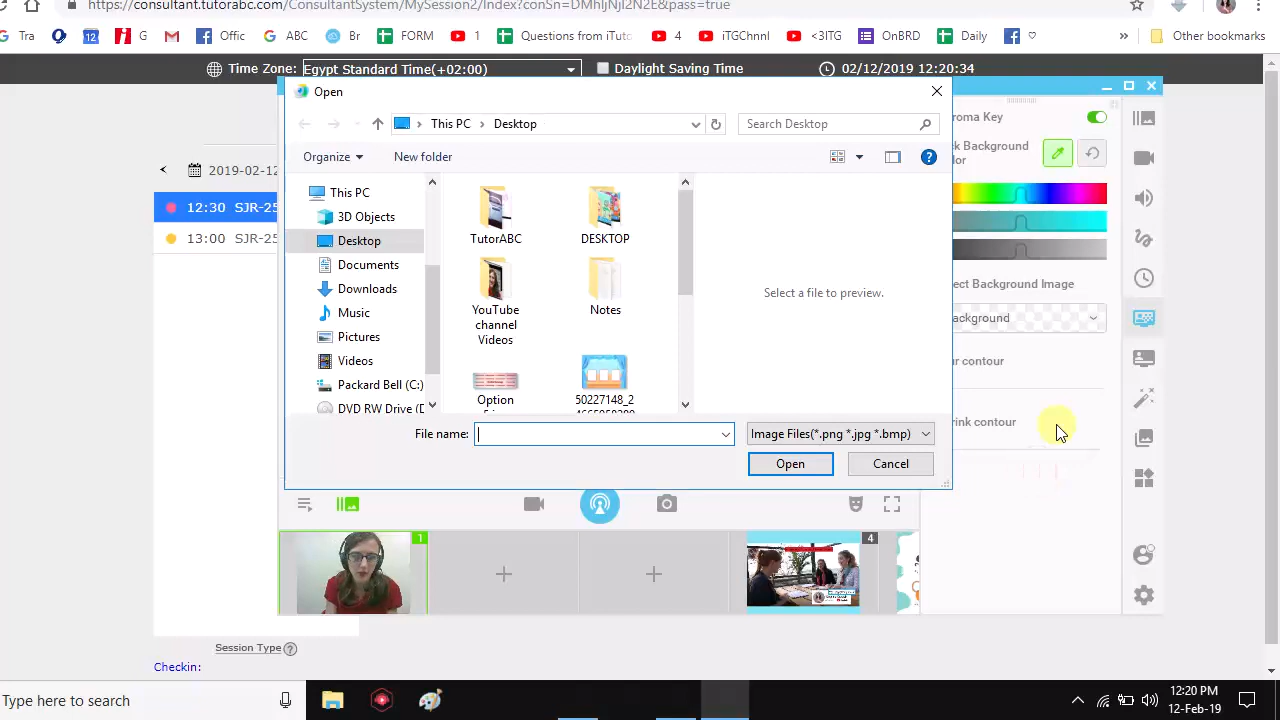 https://consultant.tutorabc.com/ConsultantSystem/MySession2/Index?conSn=DMhIjNjI2N2E&pass=true
Tra 12 G Offic ABC Br FORM 1 Questions from iTuto 4 iTGChnnl <3ITG OnBRD Daily » Other bookmarks
Time Zone: Egypt Standard Time(+02:00) Daylight Saving Time 02/12/2019 12:20:34
Open
This PC > Desktop Search Desktop
Organize New folder
This PC
3D Objects
Desktop
Documents
Downloads
Music
Pictures
Videos
Packard Bell (C:)
DVD RW Drive (D
TutorABC
DESKTOP
YouTube
channel
Videos
Notes
Option
50227148_2
Select a file to preview.
File name:
Image Files(*.png *.jpg *.bmp)
Open Cancel
2019-02-12
12:30 SJR-25
13:00 SJR-25
oma Key
ck Background
lor
ect Background Image
ackground
ur contour
rink contour
1
4
Session Type ?
Checkin:
Type here to search
12:20 PM
12-Feb-19